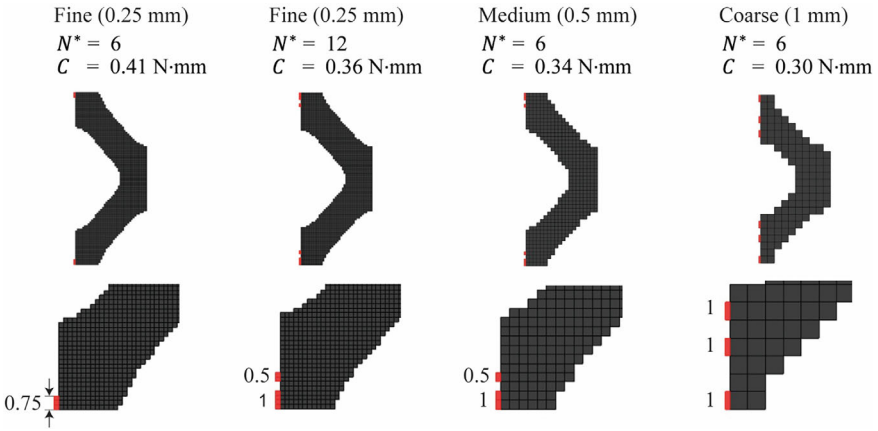 Fine (0.25 mm)
N* = 6
C = 0.41 N·mm
Fine (0.25 mm)
N* = 12
C = 0.36 N·mm
Medium (0.5 mm)
N* = 6
C = 0.34 N·mm
Coarse (1 mm)
N* = 6
C = 0.30 N·mm
0.75
0.5
1
0.5
1
1
1
1